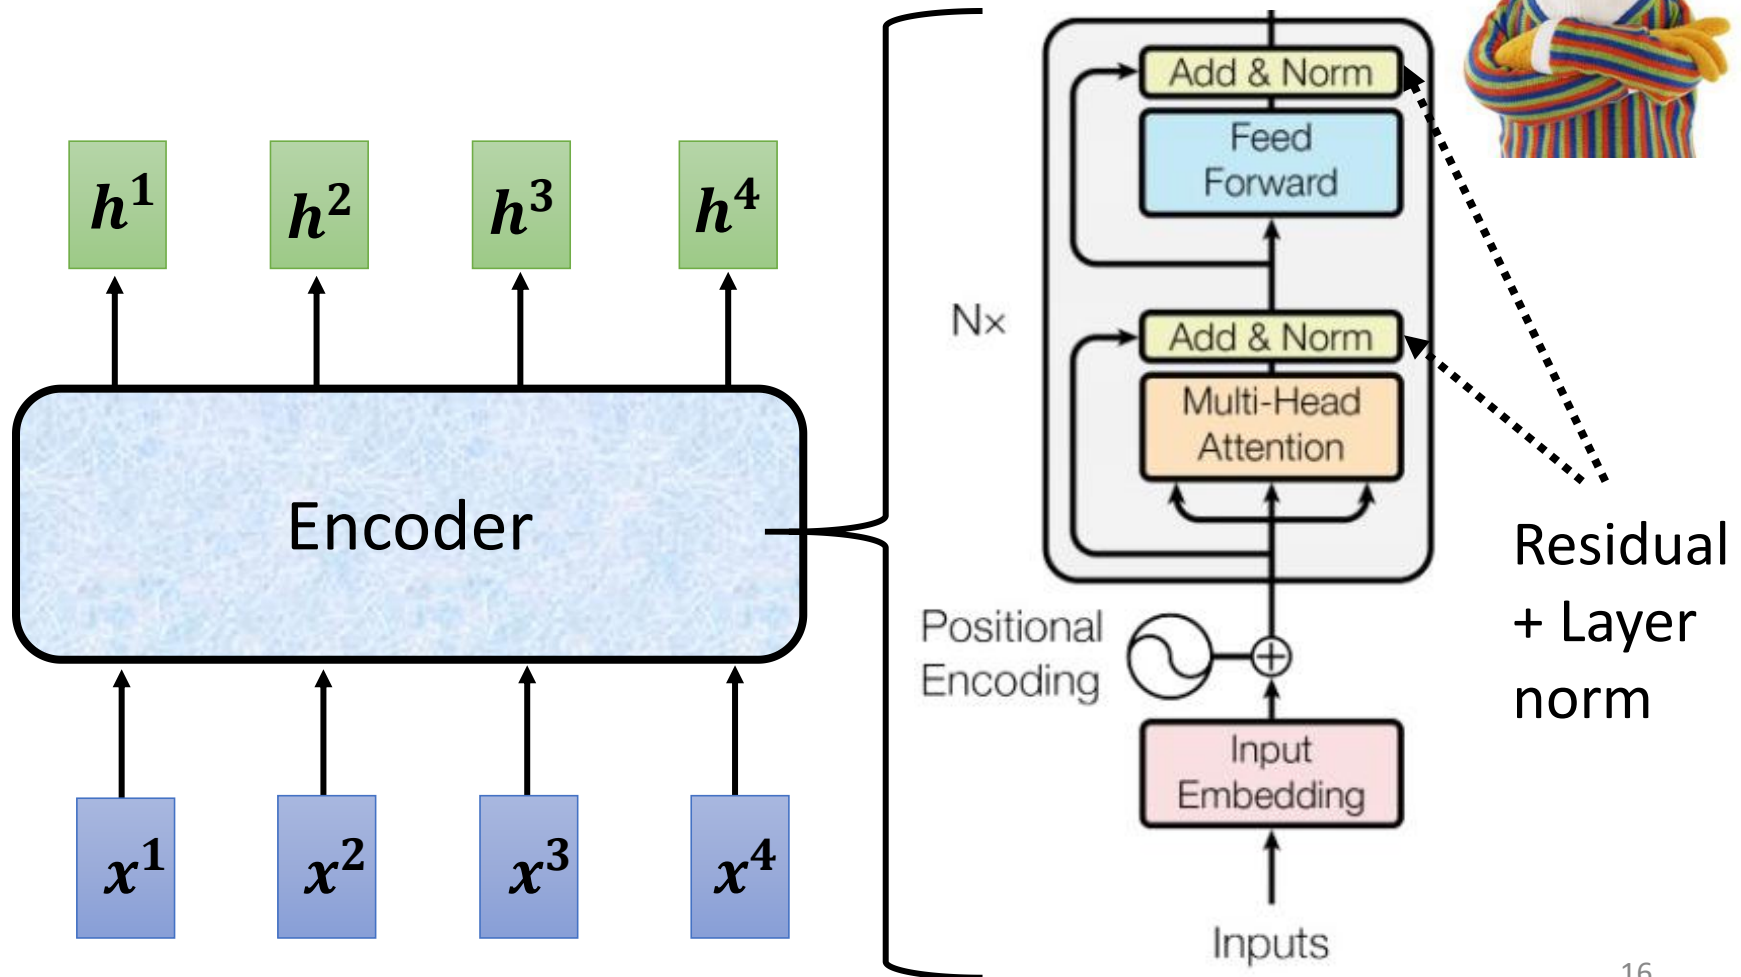 h¹ h² h³ h⁴
Encoder
x¹ x² x³ x⁴
Add & Norm
Feed
Forward
N×
Add & Norm
Multi-Head
Attention
Positional
Encoding
Input
Embedding
Inputs
Residual
+ Layer
norm
16